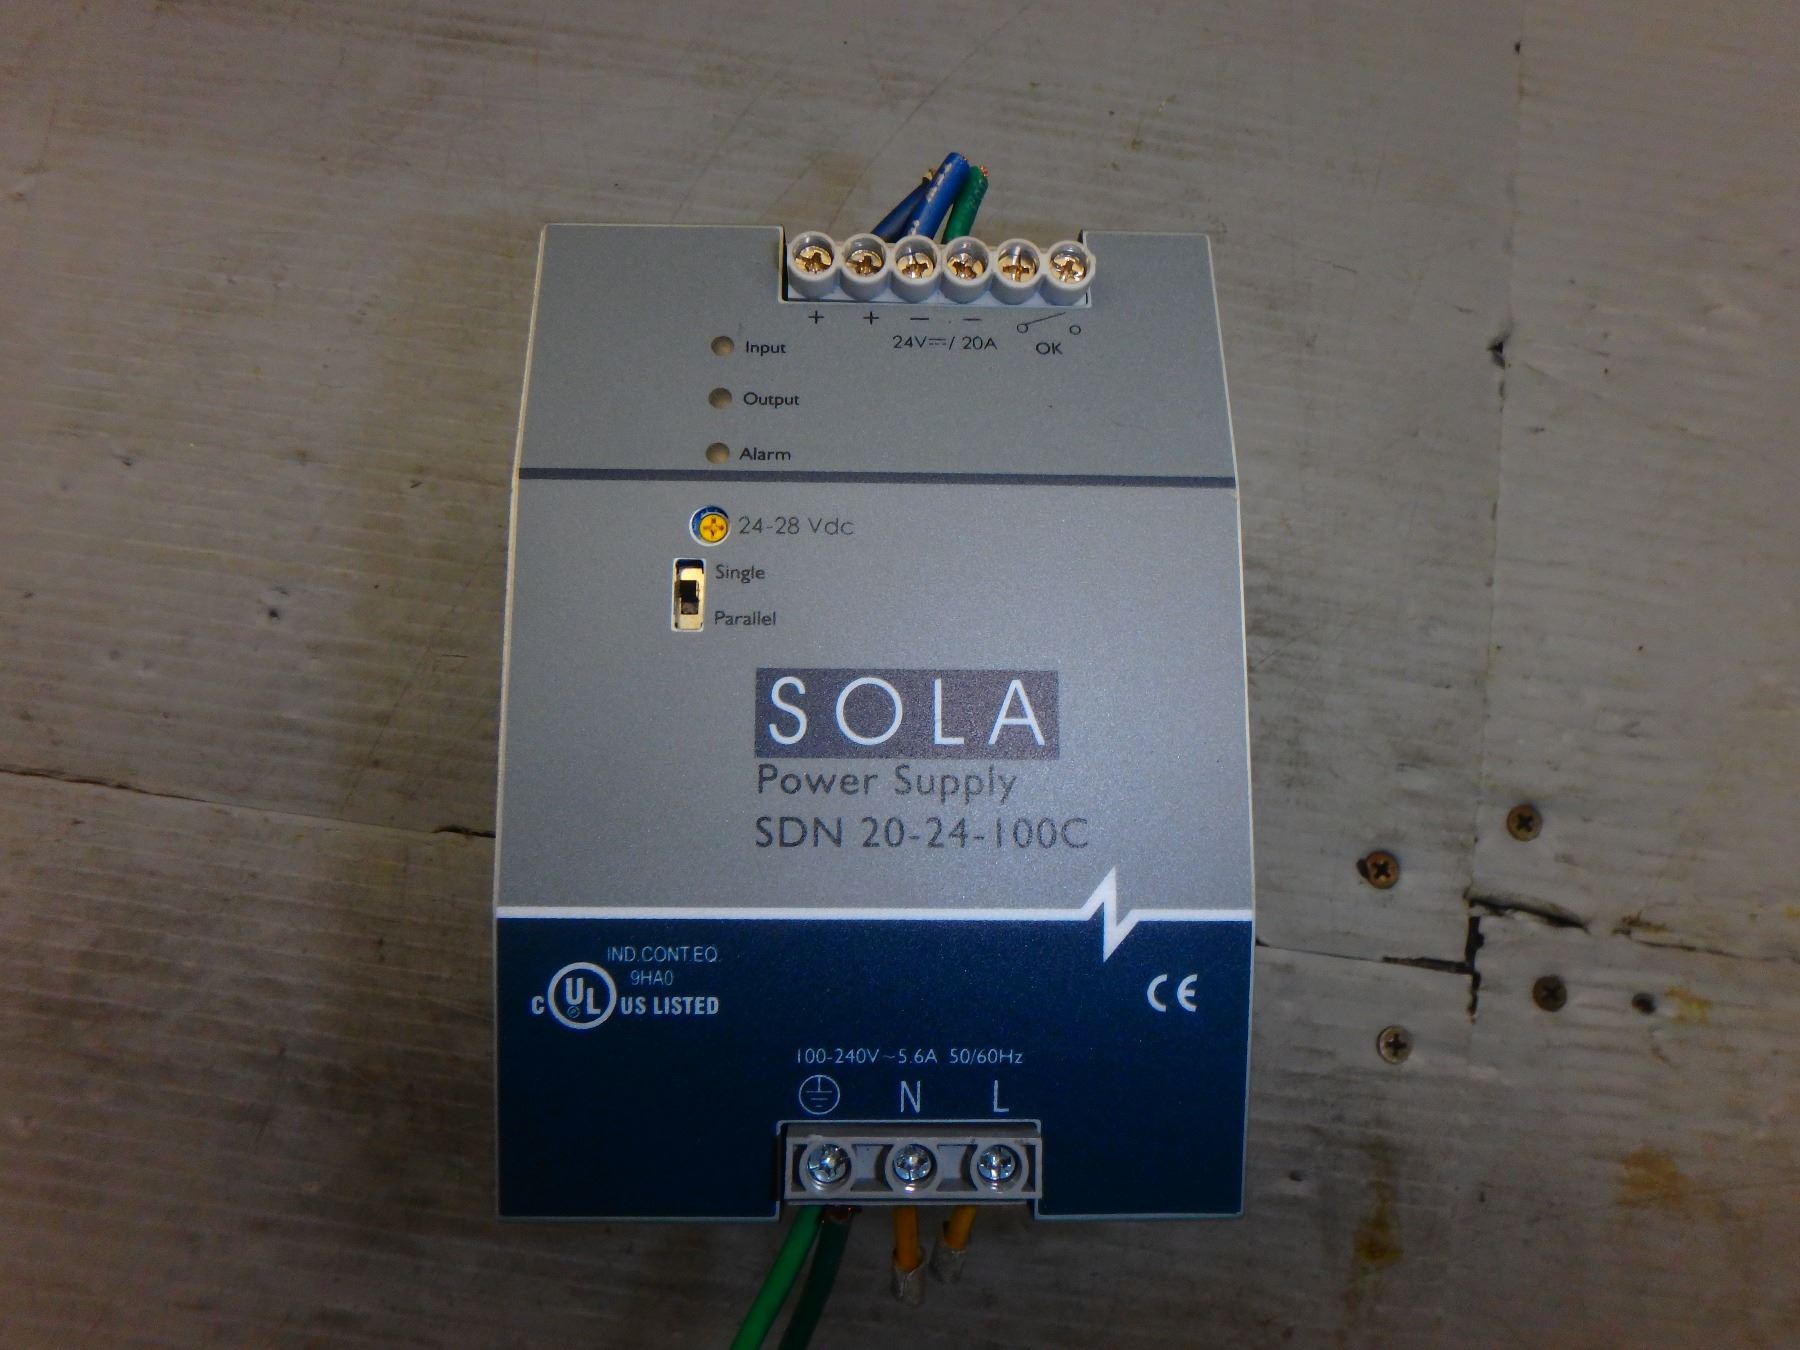 + + − −
24V⎓/ 20A
OK
Input
Output
Alarm
24-28 Vdc
Single
Parallel
SOLA
Power Supply
SDN 20-24-100C
IND.CONT.EQ.
9HA0
C UL US LISTED
CE
100-240V~5.6A 50/60Hz
N L